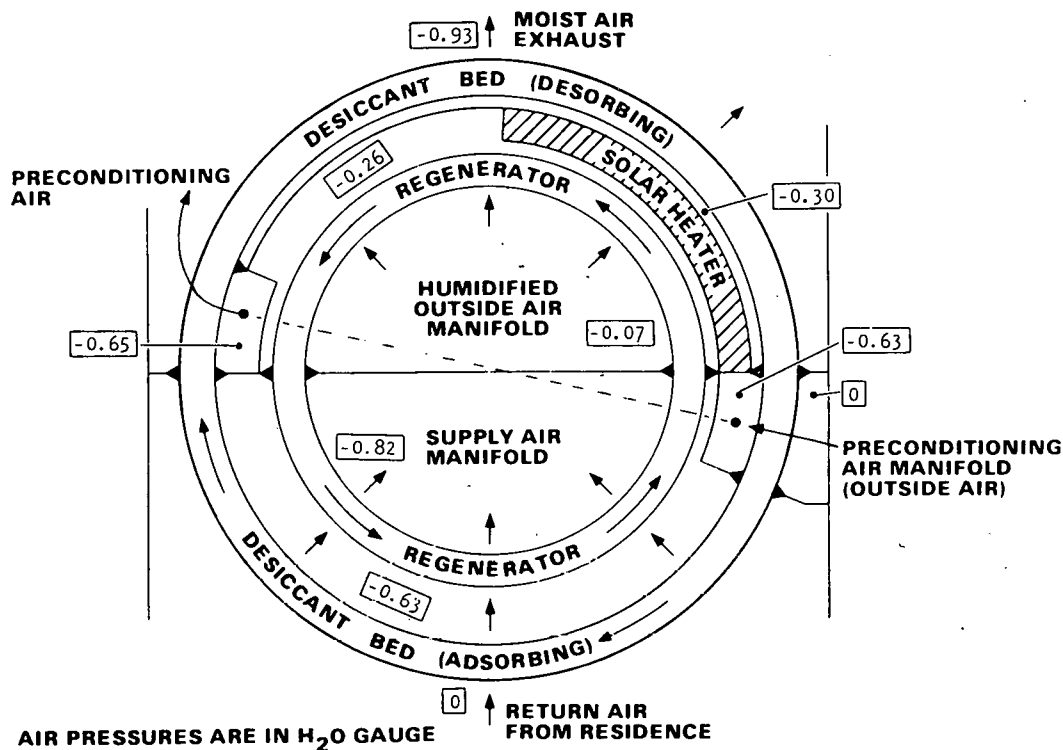 -0.93
MOIST AIR
EXHAUST
DESICCANT BED (DESORBING)
-0.26
REGENERATOR
SOLAR HEATER
-0.30
PRECONDITIONING
AIR
HUMIDIFIED
OUTSIDE AIR
MANIFOLD
-0.07
-0.65
-0.63
0
-0.82
SUPPLY AIR
MANIFOLD
PRECONDITIONING
AIR MANIFOLD
(OUTSIDE AIR)
REGENERATOR
-0.63
DESICCANT BED (ADSORBING)
0
RETURN AIR
FROM RESIDENCE
AIR PRESSURES ARE IN H2O GAUGE